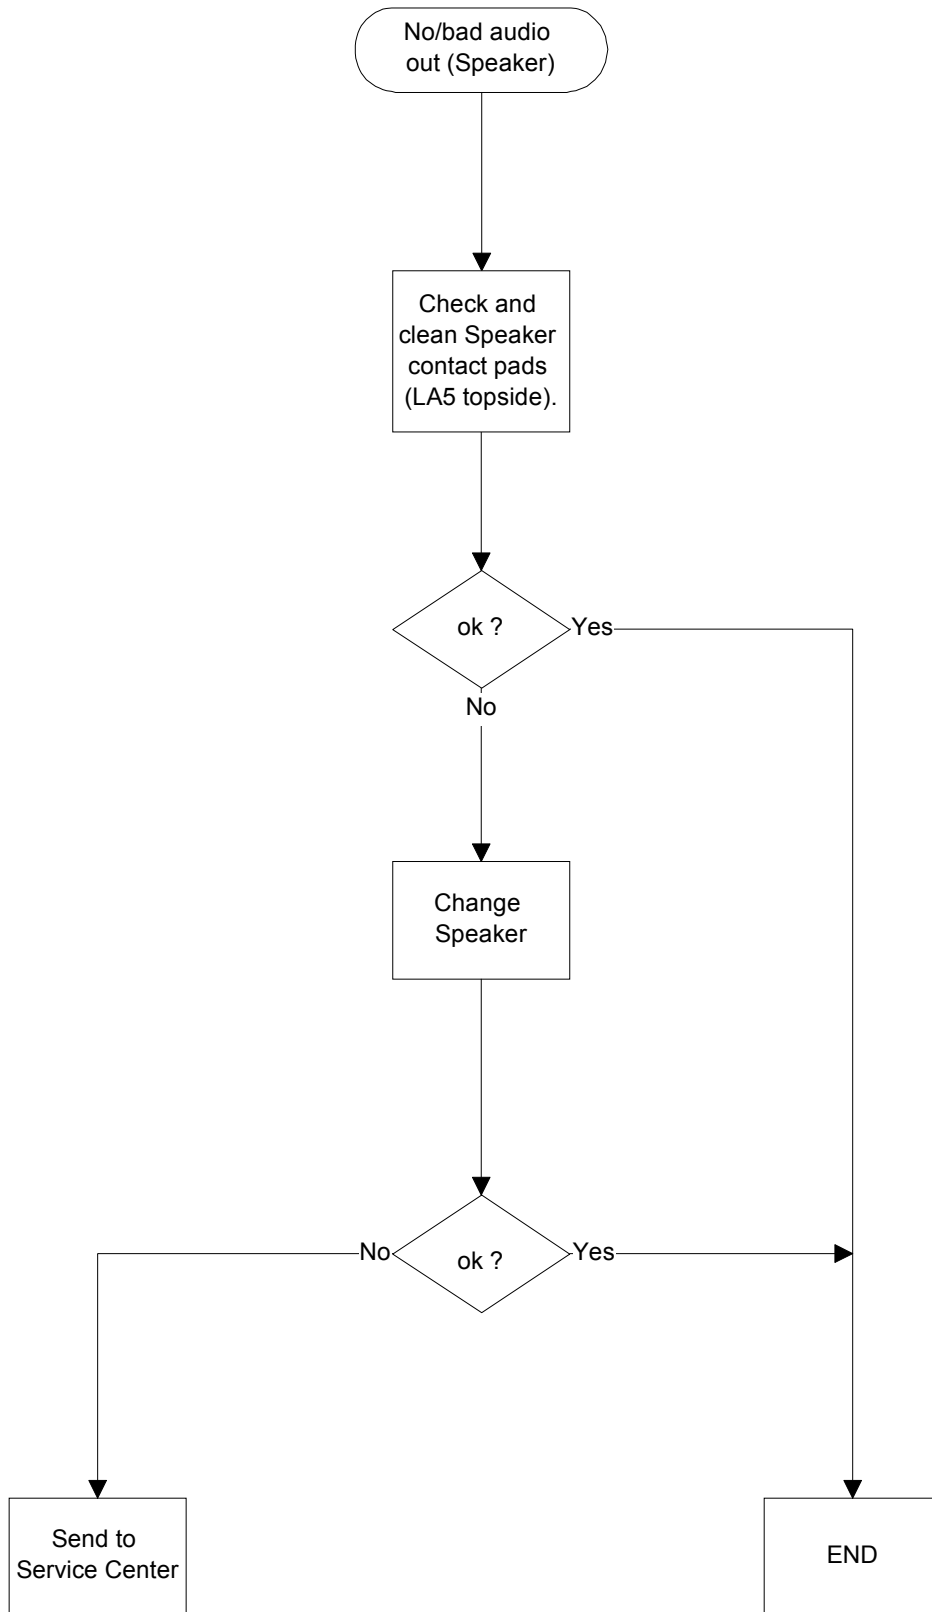 No/bad audio
out (Speaker)
Check and
clean Speaker
contact pads
(LA5 topside).
ok ?
Yes
No
Change
Speaker
No
ok ?
Yes
Send to
Service Center
END